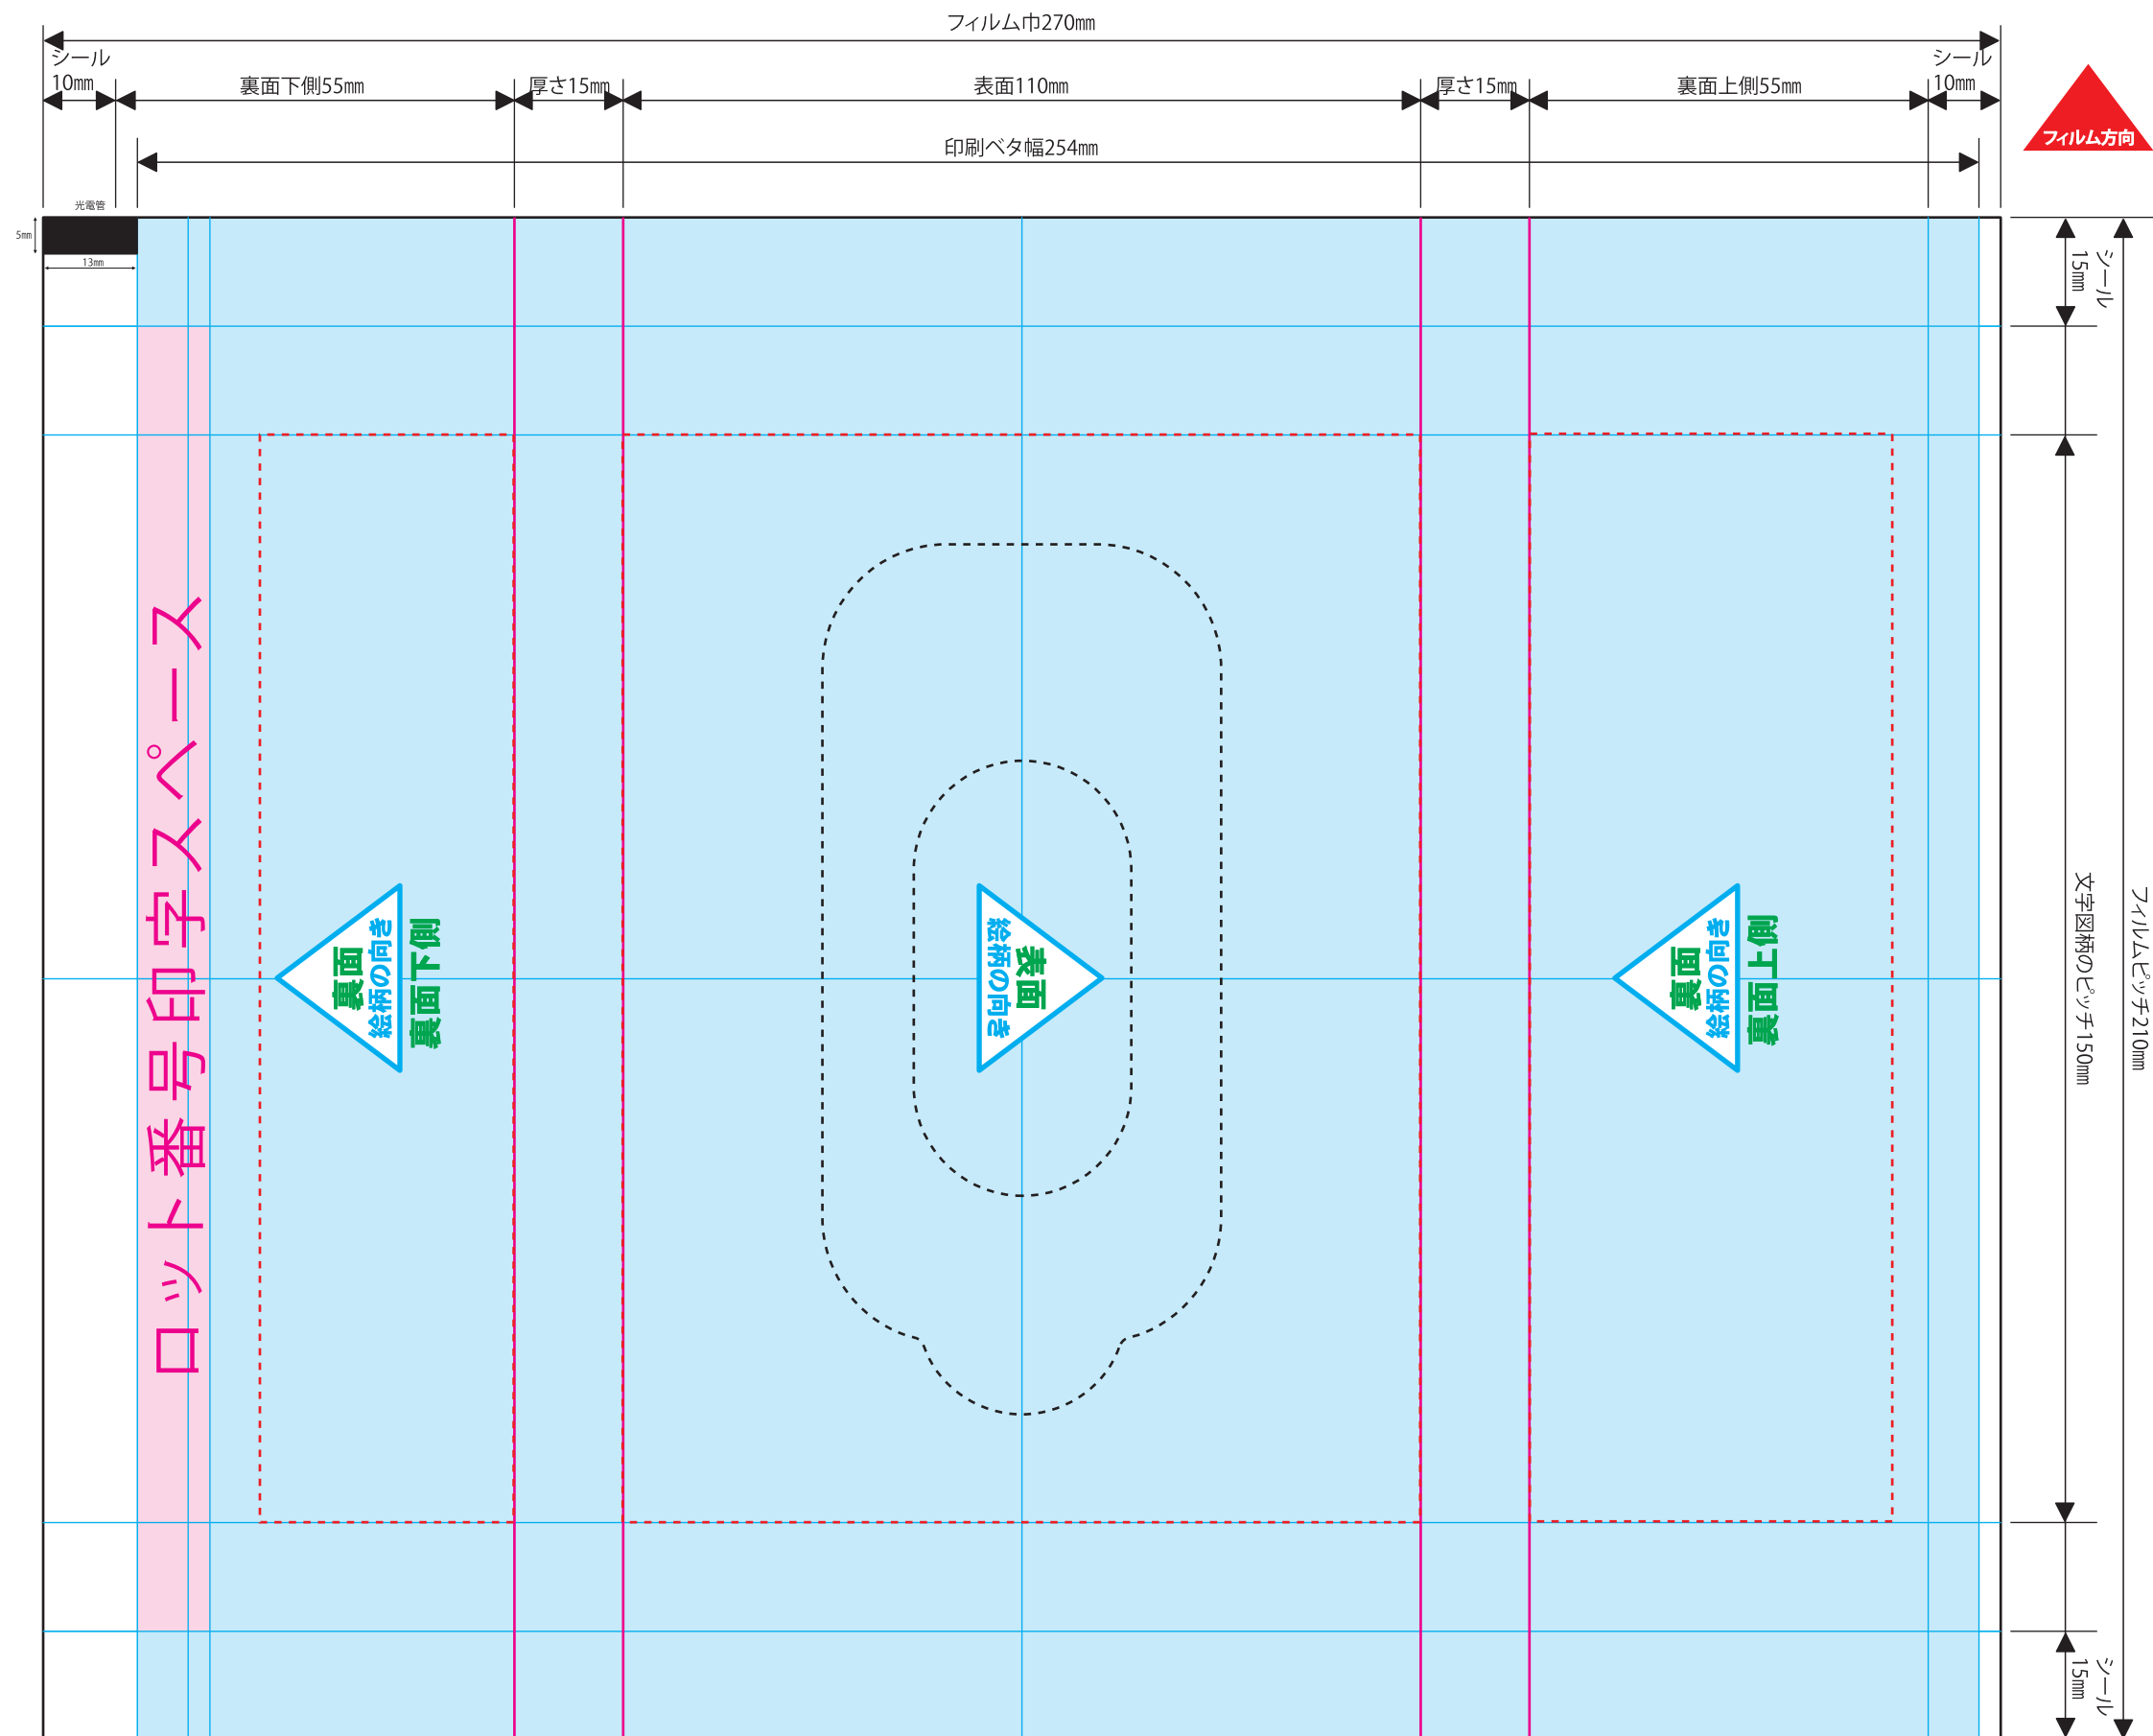 フィルム巾270mm
シール
10mm
裏面下側55mm
厚さ15mm
表面110mm
厚さ15mm
裏面上側55mm
シール
10mm
印刷ベタ幅254mm
フィルム方向
光電管
5mm
13mm
シール
15mm
ロット番号印字スペース
裏面
絵柄の向き
裏面下側
表面
絵柄の向き
裏面
絵柄の向き
裏面上側
文字図柄のピッチ150mm
フィルムピッチ210mm
シール
15mm